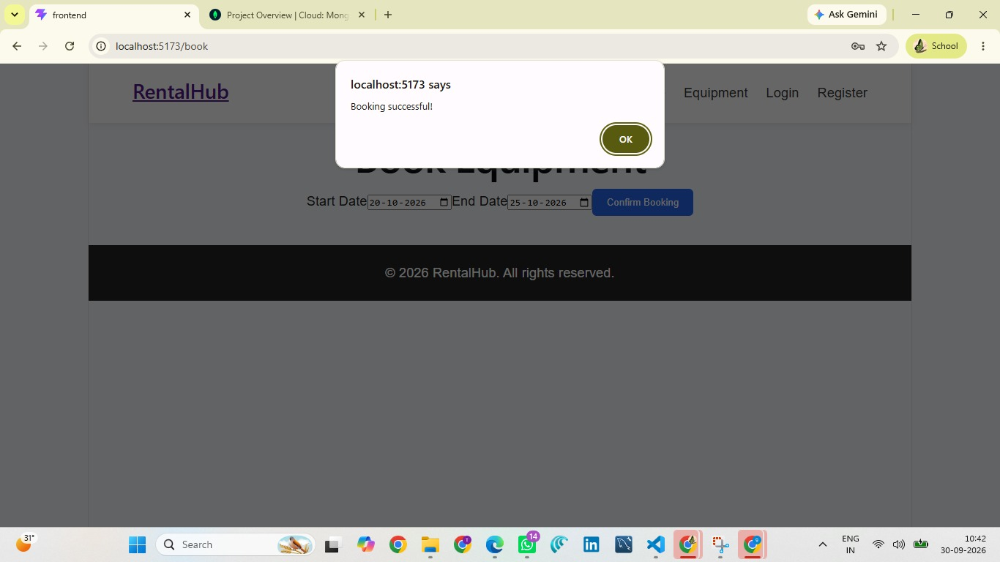 frontend
Project Overview | Cloud: Mong
Ask Gemini
localhost:5173/book
School
localhost:5173 says
Booking successful!
OK
RentalHub
Equipment Login Register
Book Equipment
Start Date 20-10-2026 End Date 25-10-2026 Confirm Booking
© 2026 RentalHub. All rights reserved.
31°
Search
14
ENG
IN
10:42
30-09-2026